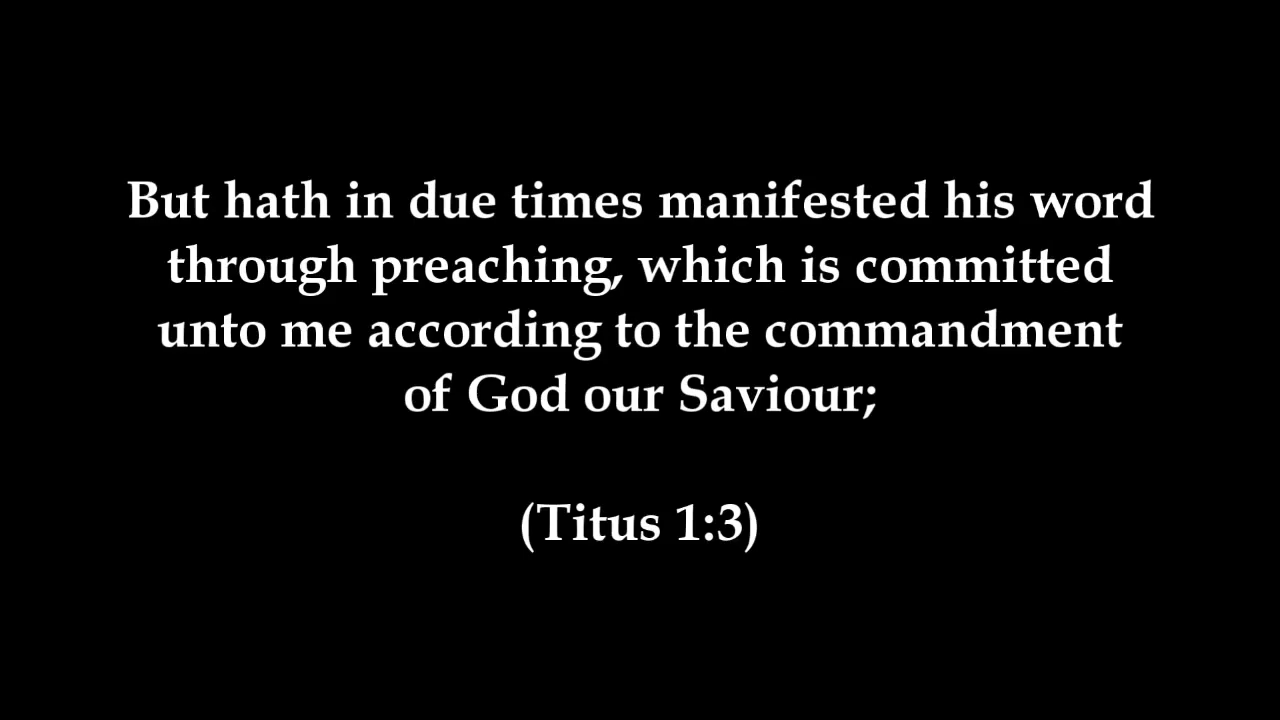 But hath in due times manifested his word
through preaching, which is committed
unto me according to the commandment
of God our Saviour;
(Titus 1:3)